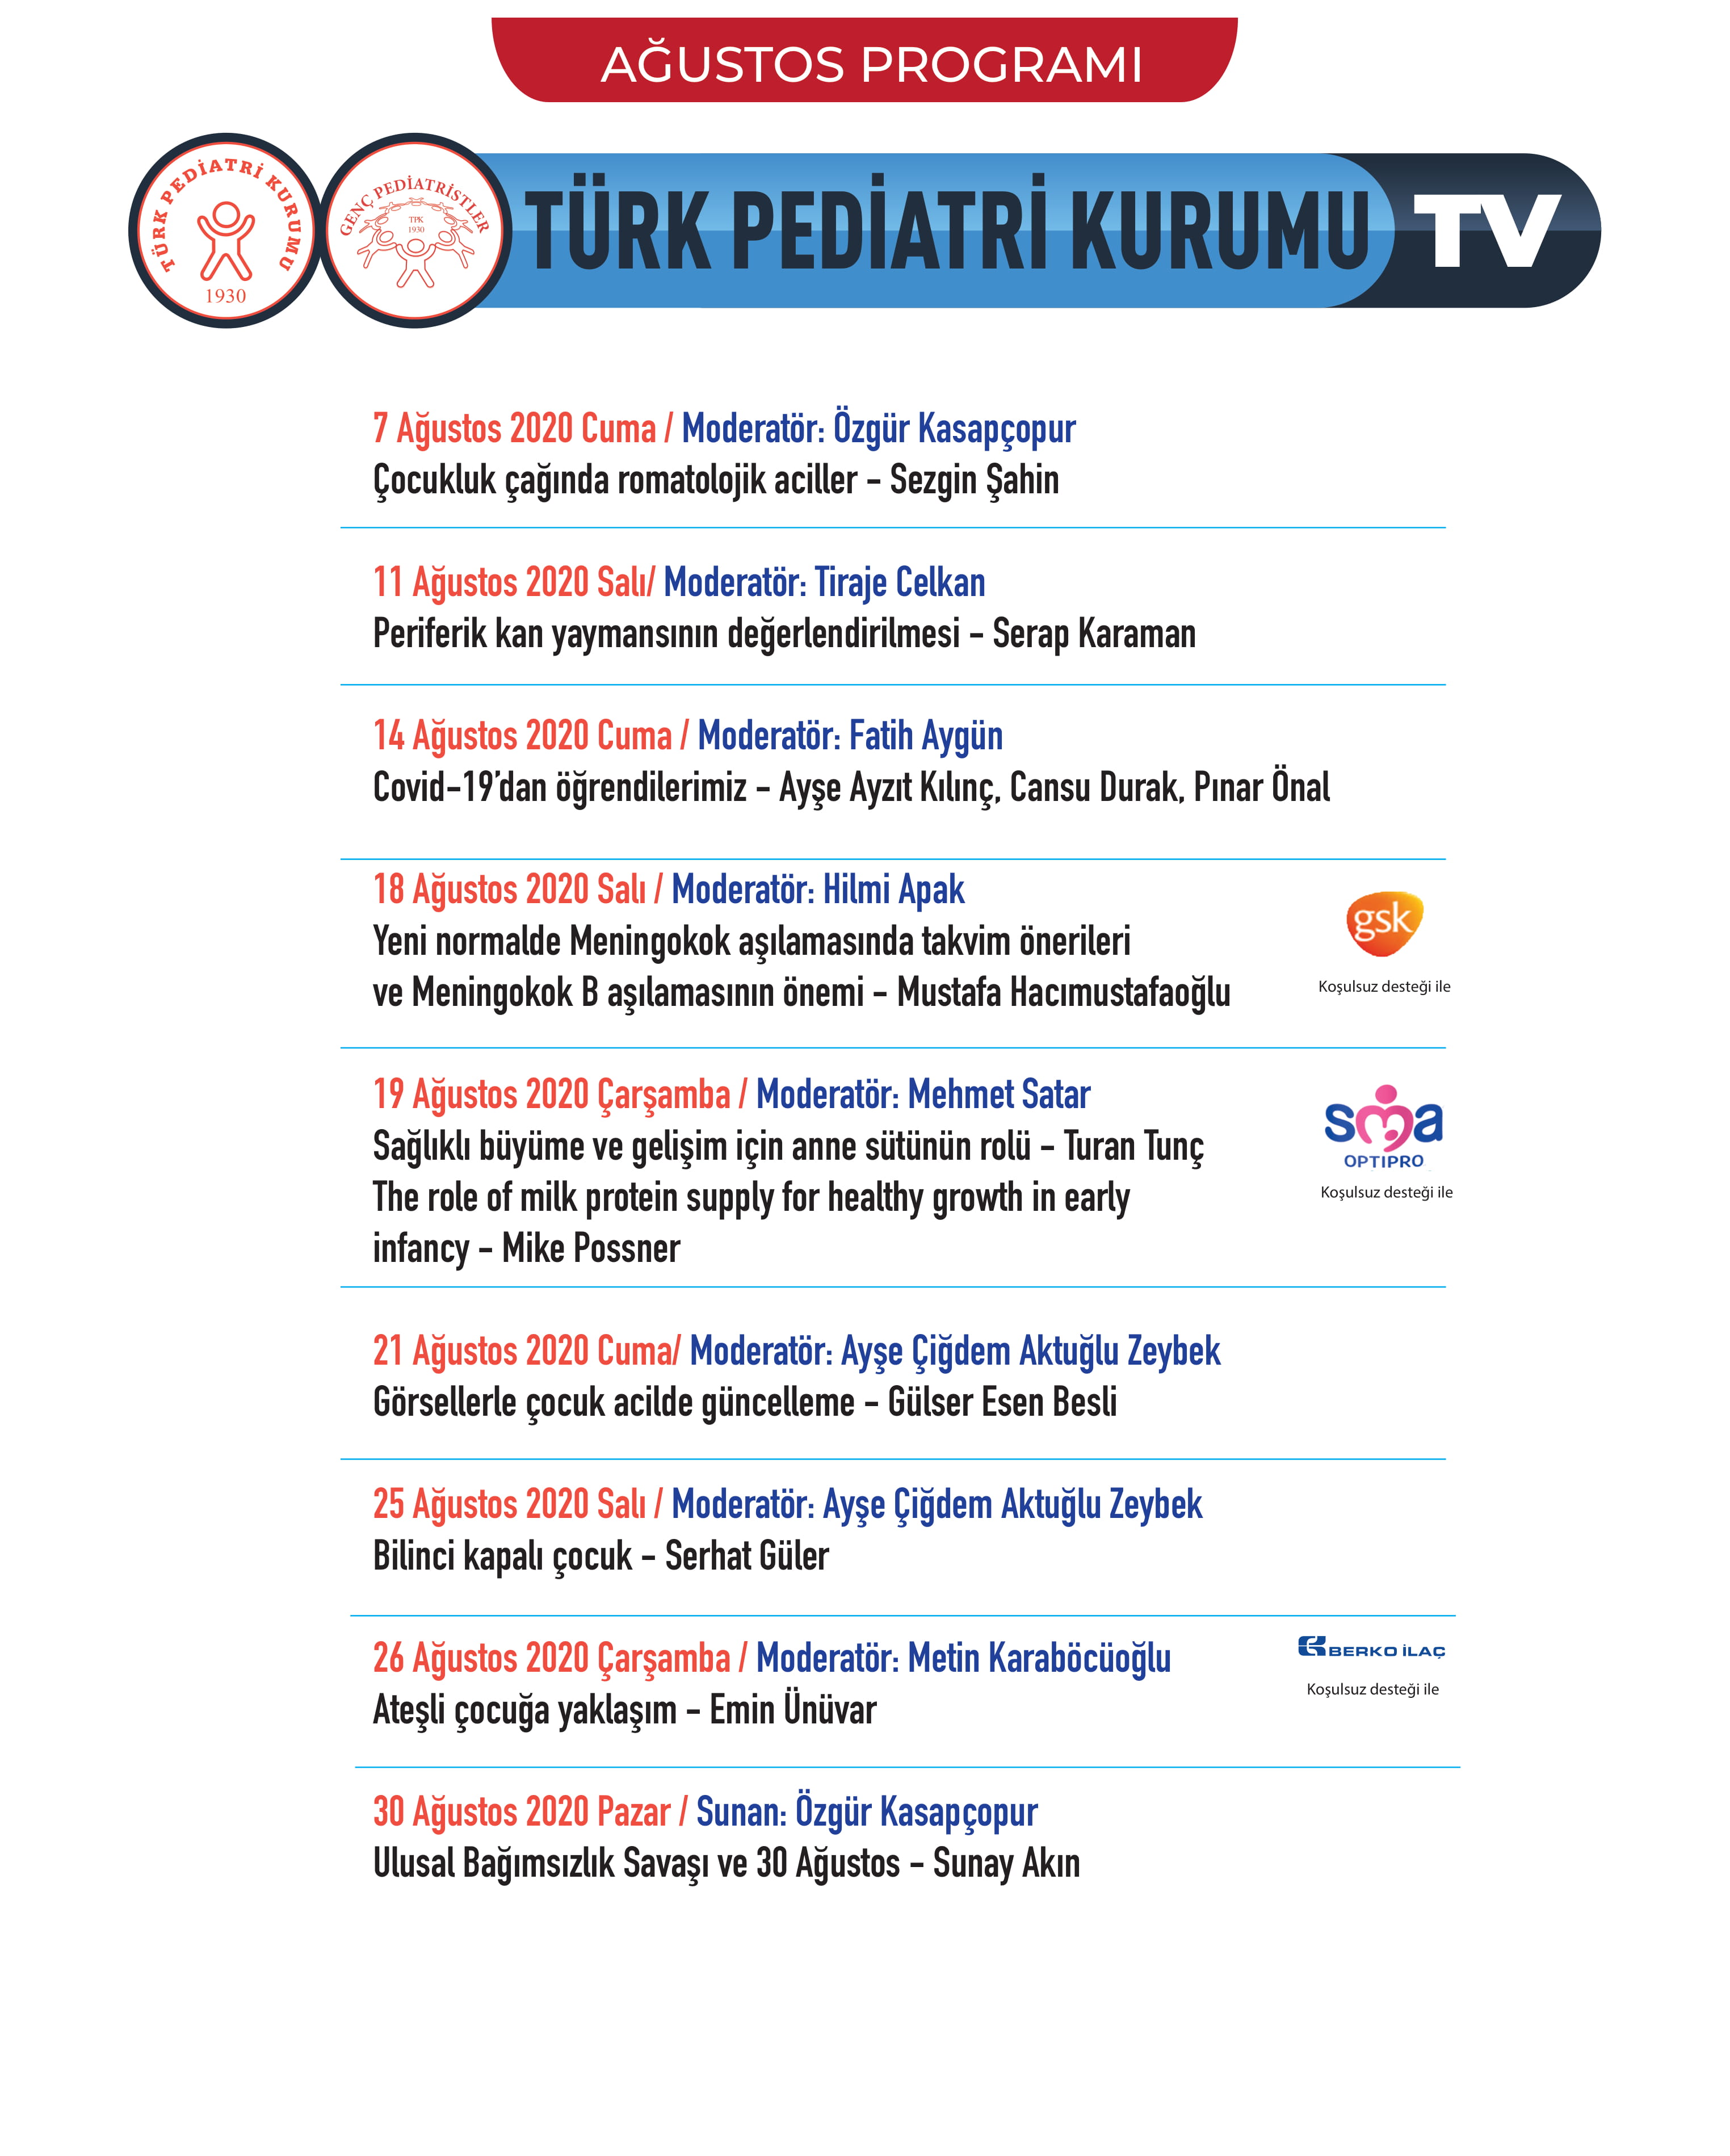 AĞUSTOS PROGRAMI
TÜRK PEDİATRİ KURUMU
1930
GENÇ PEDİATRİSTLER
TPK
1930
TÜRK PEDİATRİ KURUMU TV
7 Ağustos 2020 Cuma / Moderatör: Özgür Kasapçopur
Çocukluk çağında romatolojik aciller - Sezgin Şahin
11 Ağustos 2020 Salı/ Moderatör: Tiraje Celkan
Periferik kan yaymansının değerlendirilmesi - Serap Karaman
14 Ağustos 2020 Cuma / Moderatör: Fatih Aygün
Covid-19’dan öğrendilerimiz - Ayşe Ayzıt Kılınç, Cansu Durak, Pınar Önal
18 Ağustos 2020 Salı / Moderatör: Hilmi Apak
Yeni normalde Meningokok aşılamasında takvim önerileri
ve Meningokok B aşılamasının önemi - Mustafa Hacımustafaoğlu
gsk
Koşulsuz desteği ile
19 Ağustos 2020 Çarşamba / Moderatör: Mehmet Satar
Sağlıklı büyüme ve gelişim için anne sütünün rolü - Turan Tunç
The role of milk protein supply for healthy growth in early
infancy - Mike Possner
sma
OPTIPRO
Koşulsuz desteği ile
21 Ağustos 2020 Cuma/ Moderatör: Ayşe Çiğdem Aktuğlu Zeybek
Görsellerle çocuk acilde güncelleme - Gülser Esen Besli
25 Ağustos 2020 Salı / Moderatör: Ayşe Çiğdem Aktuğlu Zeybek
Bilinci kapalı çocuk - Serhat Güler
26 Ağustos 2020 Çarşamba / Moderatör: Metin Karaböcüoğlu
Ateşli çocuğa yaklaşım - Emin Ünüvar
BERKO İLAÇ
Koşulsuz desteği ile
30 Ağustos 2020 Pazar / Sunan: Özgür Kasapçopur
Ulusal Bağımsızlık Savaşı ve 30 Ağustos - Sunay Akın